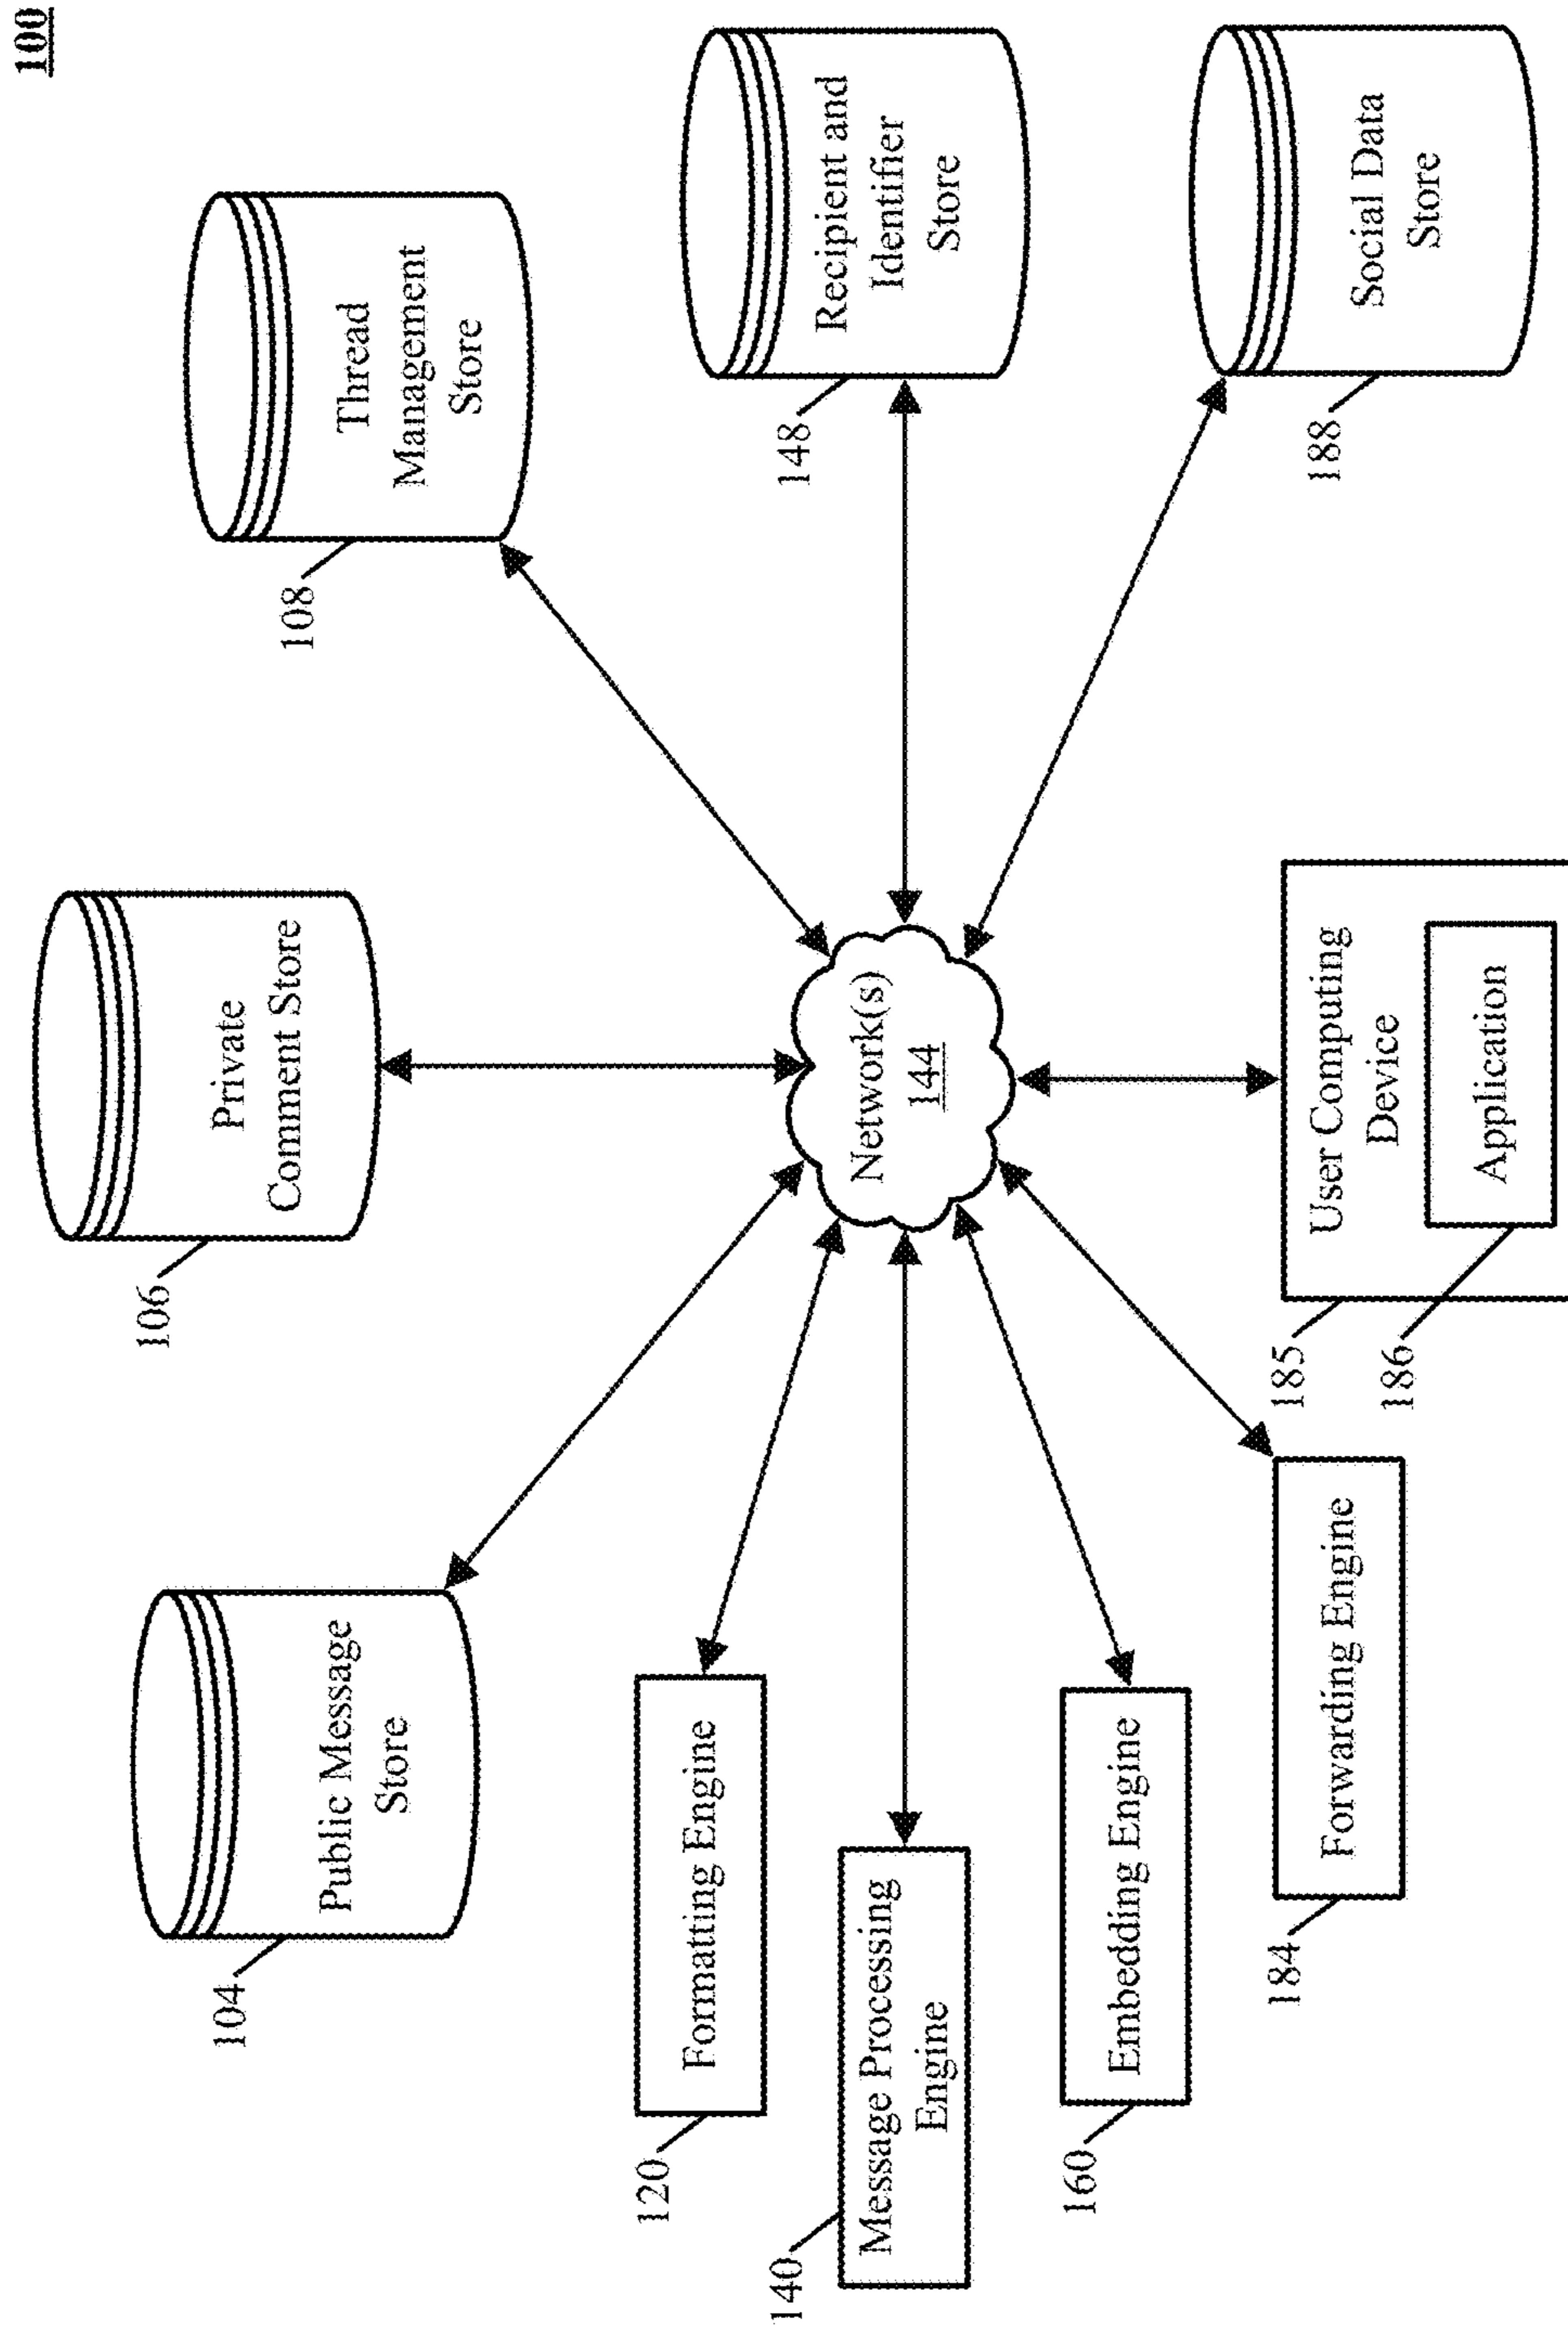 100
104
Public Message
Store
106
Private
Comment Store
108
Thread
Management
Store
120
Formatting Engine
140
Message Processing
Engine
160
Embedding Engine
184
Forwarding Engine
Network(s)
144
148
Recipient and
Identifier
Store
188
Social Data
Store
185
User Computing
Device
186
Application